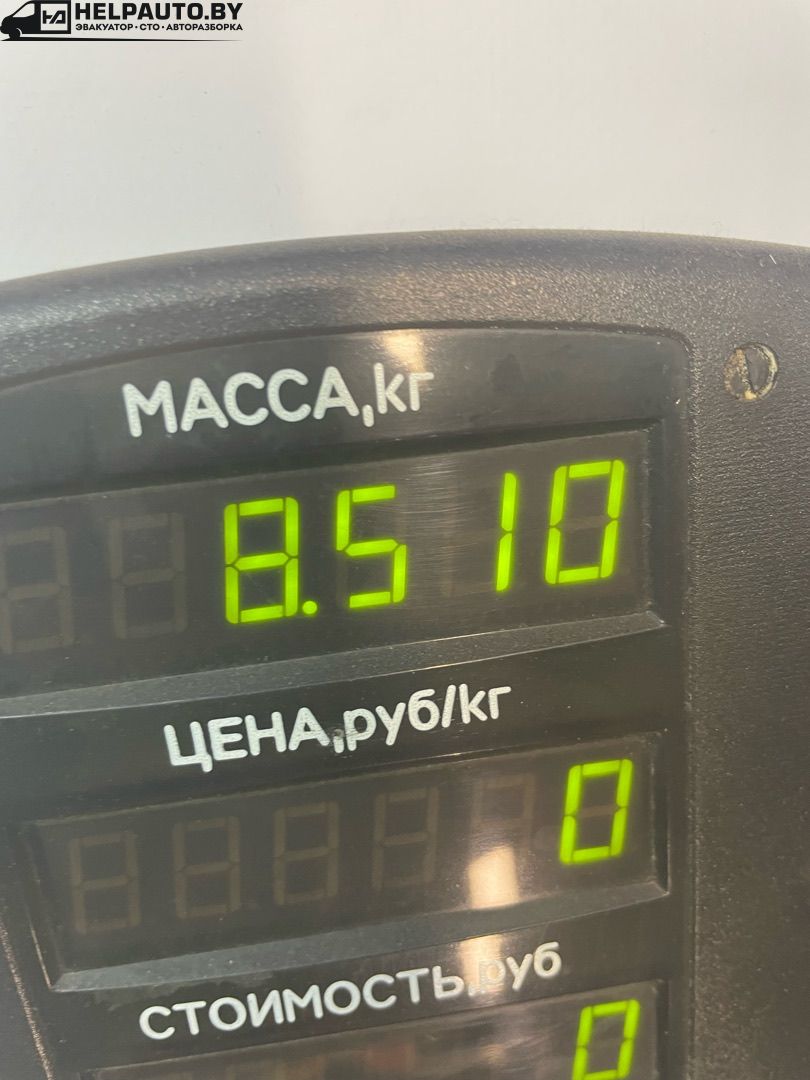 HELPAUTO.BY
ЭВАКУАТОР • СТО • АВТОРАЗБОРКА
МАССА,кг
8.510
ЦЕНА,руб/кг
0
СТОИМОСТЬ,руб
0